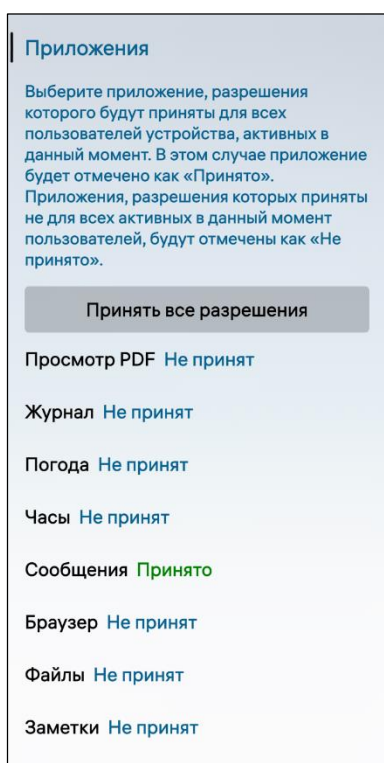 Приложения
Выберите приложение, разрешения
которого будут приняты для всех
пользователей устройства, активных в
данный момент. В этом случае приложение
будет отмечено как «Принято».
Приложения, разрешения которых приняты
не для всех активных в данный момент
пользователей, будут отмечены как «Не
принято».
Принять все разрешения
Просмотр PDF Не принят
Журнал Не принят
Погода Не принят
Часы Не принят
Сообщения Принято
Браузер Не принят
Файлы Не принят
Заметки Не принят